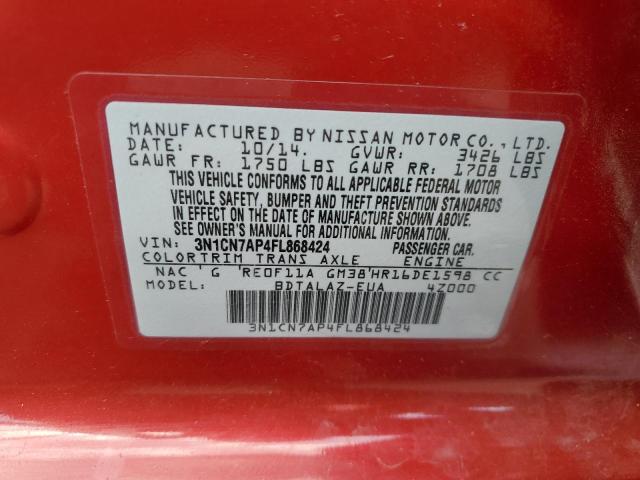 MANUFACTURED BY NISSAN MOTOR CO., LTD.
DATE: 10/14. GVWR: 3426 LBS
GAWR FR: 1750 LBS GAWR RR: 1708 LBS
THIS VEHICLE CONFORMS TO ALL APPLICABLE FEDERAL MOTOR
VEHICLE SAFETY, BUMPER AND THEFT PREVENTION STANDARDS
IN EFFECT ON THE DATE OF MANUFACTURE SHOWN ABOVE.
SEE OWNER'S MANUAL FOR ADDITIONAL INFORMATION.
VIN: 3N1CN7AP4FL868424 PASSENGER CAR.
COLOR TRIM TRANS AXLE ENGINE
NAC ' G 'RE0F11A GM38'HR16DE1598 CC
MODEL: BDTALAZ-EUA 4Z000
3N1CN7AP4FL868424